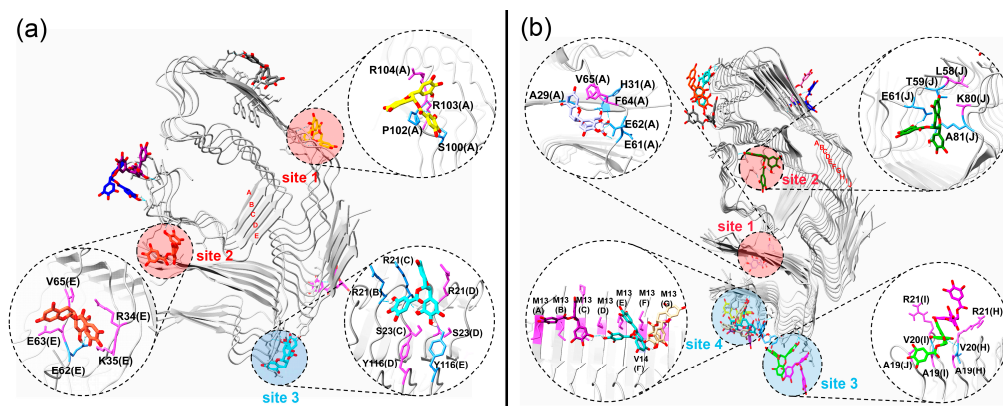 (a)
R104(A)
R103(A)
P102(A)
S100(A)
site 1
A
B
C
D
E
site 2
V65(E)
R34(E)
E63(E)
K35(E)
E62(E)
R21(C)
R21(B)
R21(D)
S23(C)
S23(D)
Y116(D)
Y116(E)
site 3
(b)
V65(A)
H31(A)
A29(A)
F64(A)
E62(A)
E61(A)
L58(J)
T59(J)
E61(J)
K80(J)
A81(J)
A
B
site 2
site 1
M13 M13 M13 M13 M13 M13 M13
(A) (B) (C) (D) (E) (F) (G)
V14
site 4
site 3
R21(I)
R21(H)
V20(I)
V20(H)
A19(J)
A19(I)
A19(H)